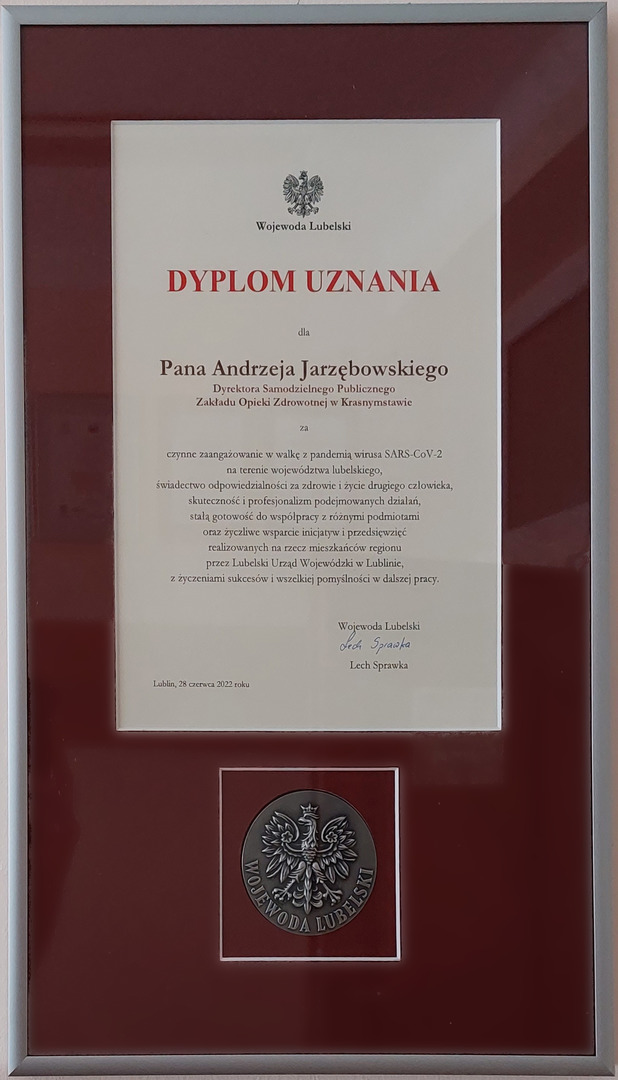 Wojewoda Lubelski
DYPLOM UZNANIA
dla
Pana Andrzeja Jarzębowskiego
Dyrektora Samodzielnego Publicznego
Zakładu Opieki Zdrowotnej w Krasnymstawie
za
czynne zaangażowanie w walkę z pandemią wirusa SARS-CoV-2
na terenie województwa lubelskiego,
świadectwo odpowiedzialności za zdrowie i życie drugiego człowieka,
skuteczność i profesjonalizm podejmowanych działań,
stałą gotowość do współpracy z różnymi podmiotami
oraz życzliwe wsparcie inicjatyw i przedsięwzięć
realizowanych na rzecz mieszkańców regionu
przez Lubelski Urząd Wojewódzki w Lublinie,
z życzeniami sukcesów i wszelkiej pomyślności w dalszej pracy.
Wojewoda Lubelski
Lech Sprawka
Lech Sprawka
Lublin, 28 czerwca 2022 roku
WOJEWODA LUBELSKI